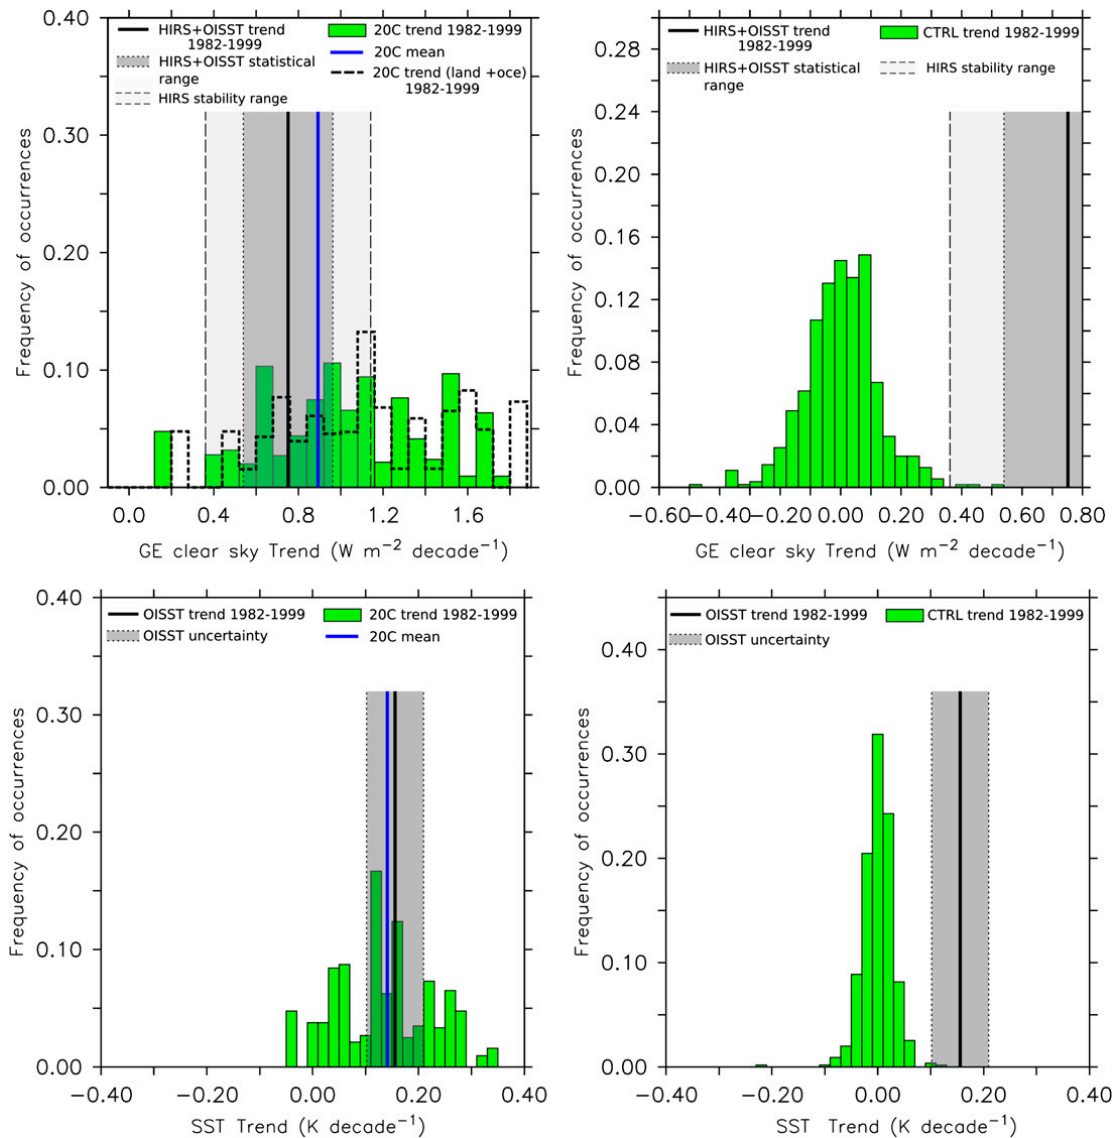 0.40
HIRS+OISST trend
1982-1999
HIRS+OISST statistical
range
HIRS stability range
20C trend 1982-1999
20C mean
20C trend (land +oce)
1982-1999
0.30
0.20
0.10
0.00
Frequency of occurrences
0.0 0.4 0.8 1.2 1.6
GE clear sky Trend (W m⁻² decade⁻¹)
HIRS+OISST trend
1982-1999
HIRS+OISST statistical
range
CTRL trend 1982-1999
HIRS stability range
0.28
0.24
0.20
0.16
0.12
0.08
0.04
0.00
Frequency of occurrences
−0.60 −0.40 −0.20 0.00 0.20 0.40 0.60 0.80
GE clear sky Trend (W m⁻² decade⁻¹)
0.40
OISST trend 1982-1999
OISST uncertainty
20C trend 1982-1999
20C mean
0.30
0.20
0.10
0.00
Frequency of occurrences
−0.40 −0.20 0.00 0.20 0.40
SST Trend (K decade⁻¹)
OISST trend 1982-1999
OISST uncertainty
CTRL trend 1982-1999
0.40
0.30
0.20
0.10
0.00
Frequency of occurrences
−0.40 −0.20 0.00 0.20 0.40
SST Trend (K decade⁻¹)